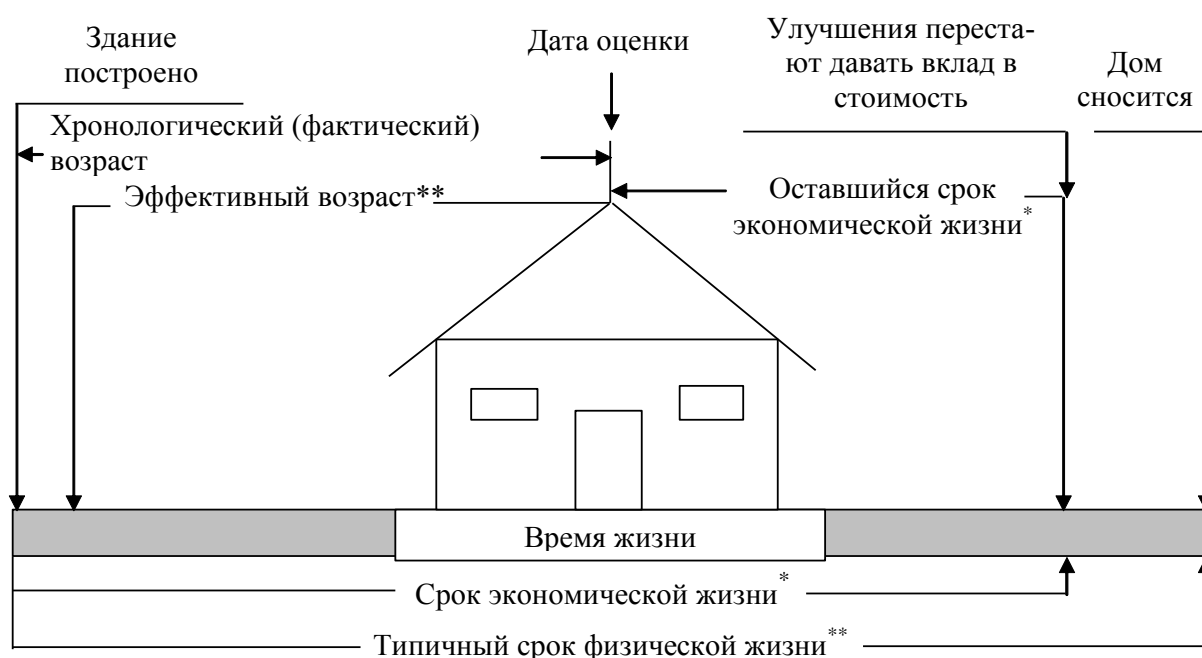 Здание
построено
Дата оценки
Улучшения переста-
ют давать вклад в
стоимость
Дом
сносится
Хронологический (фактический)
возраст
Эффективный возраст**
Оставшийся срок
экономической жизни*
Время жизни
Срок экономической жизни*
Типичный срок физической жизни**